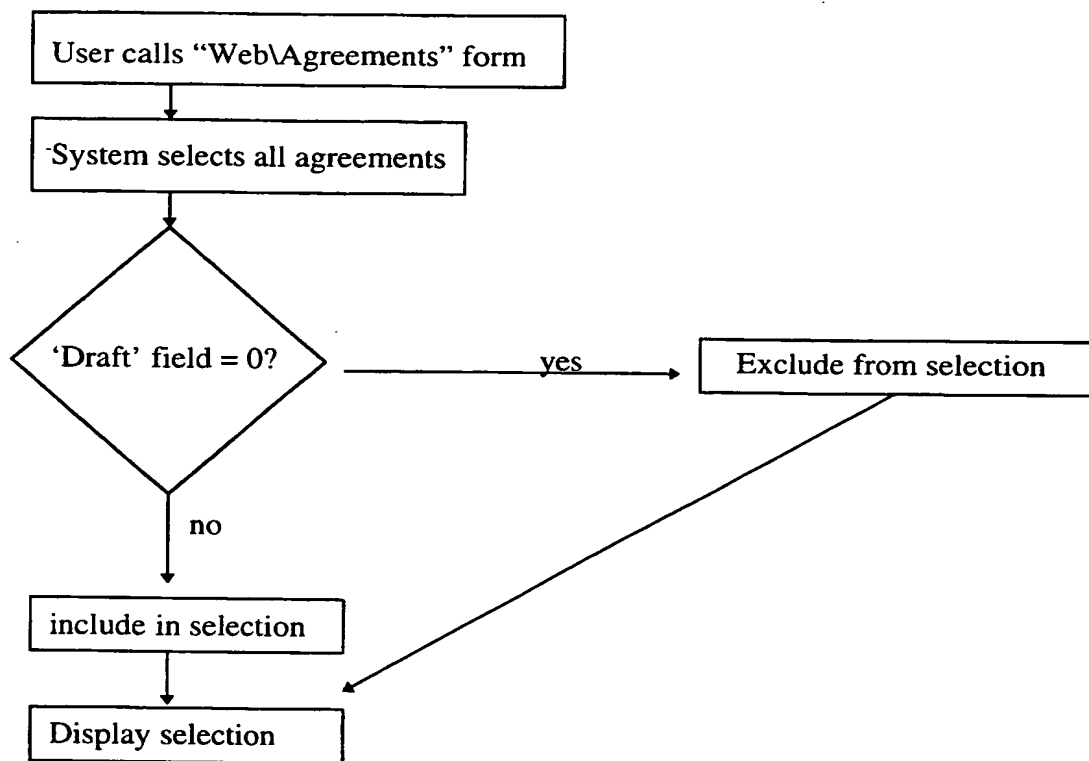 User calls “Web\Agreements” form
System selects all agreements
‘Draft’ field = 0?
yes
Exclude from selection
no
include in selection
Display selection